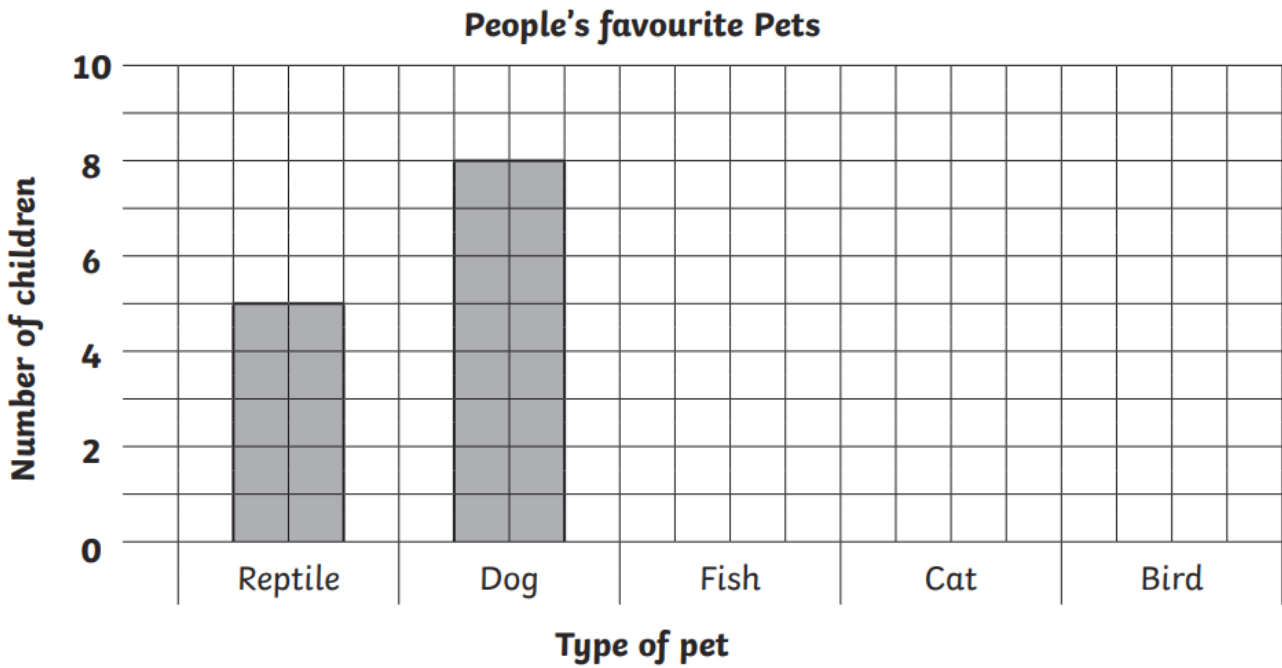 People's favourite Pets
Number of children
10
8
6
4
2
0
Reptile Dog Fish Cat Bird
Type of pet